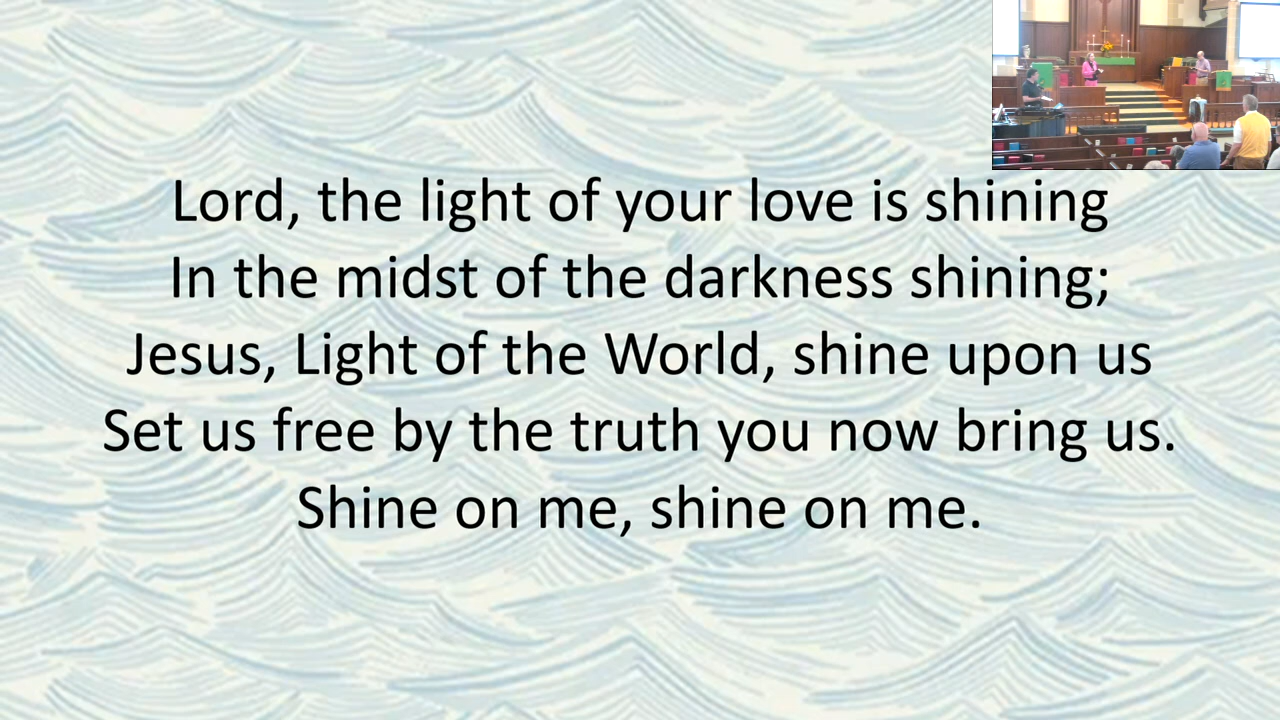 Lord, the light of your love is shining
In the midst of the darkness shining;
Jesus, Light of the World, shine upon us
Set us free by the truth you now bring us.
Shine on me, shine on me.